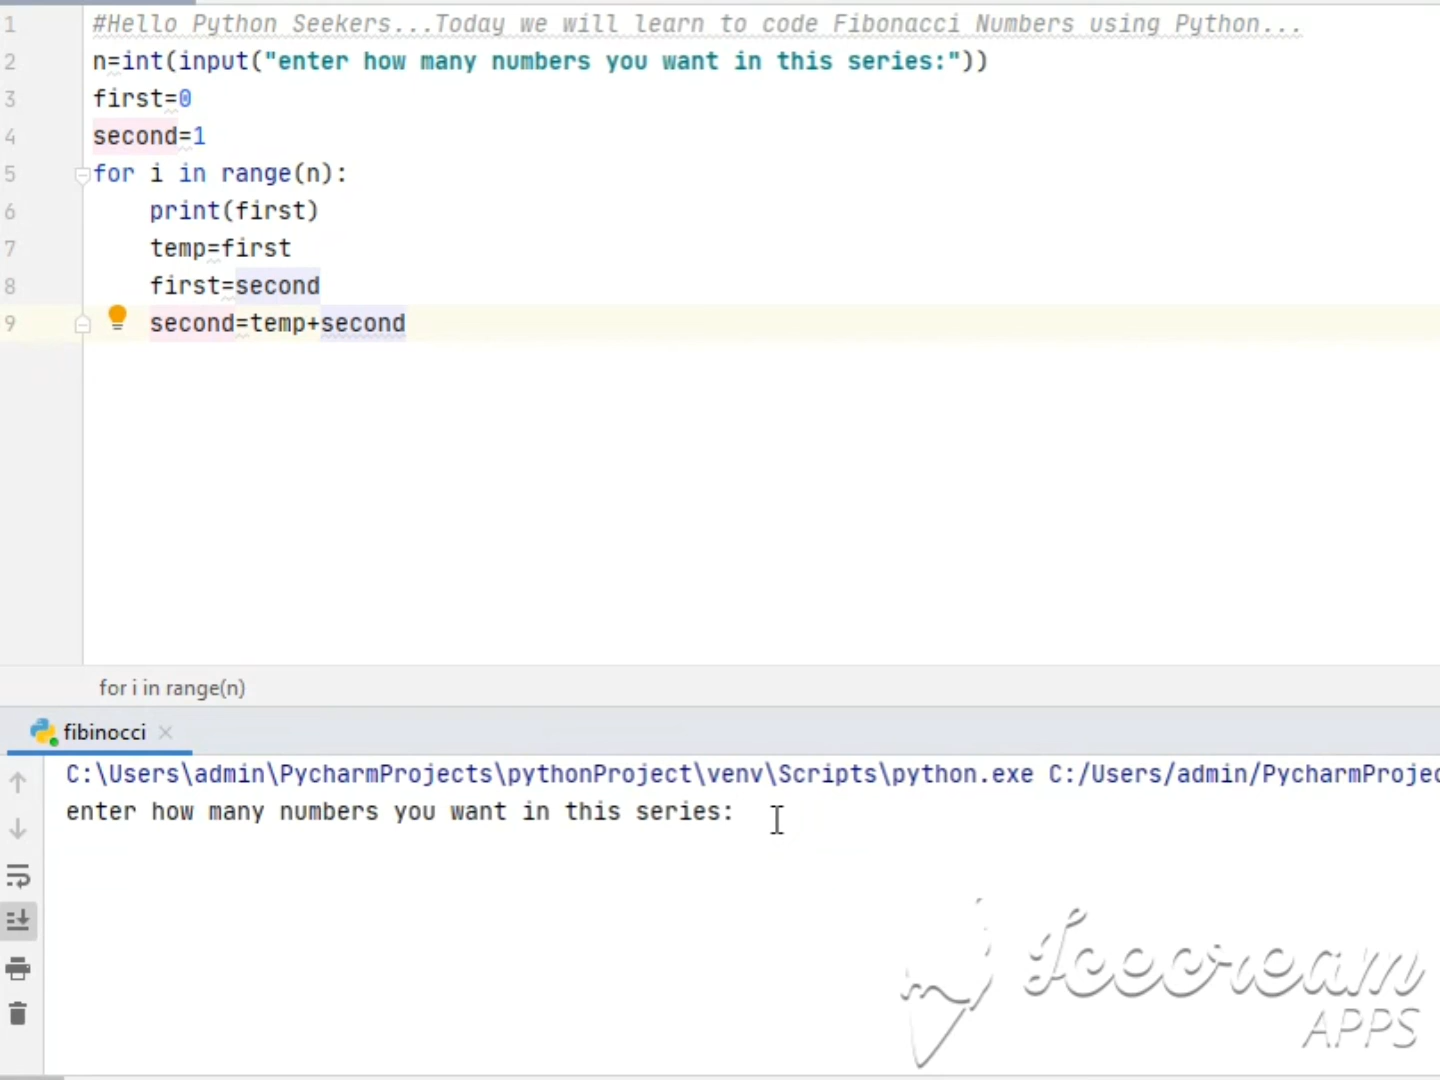 1 #Hello Python Seekers...Today we will learn to code Fibonacci Numbers using Python...
2 n=int(input("enter how many numbers you want in this series:"))
3 first=0
4 second=1
5 for i in range(n):
6     print(first)
7     temp=first
8     first=second
9     second=temp+second
for i in range(n)
fibinocci
C:\Users\admin\PycharmProjects\pythonProject\venv\Scripts\python.exe C:/Users/admin/PycharmProjec
enter how many numbers you want in this series:
Icecream
APPS